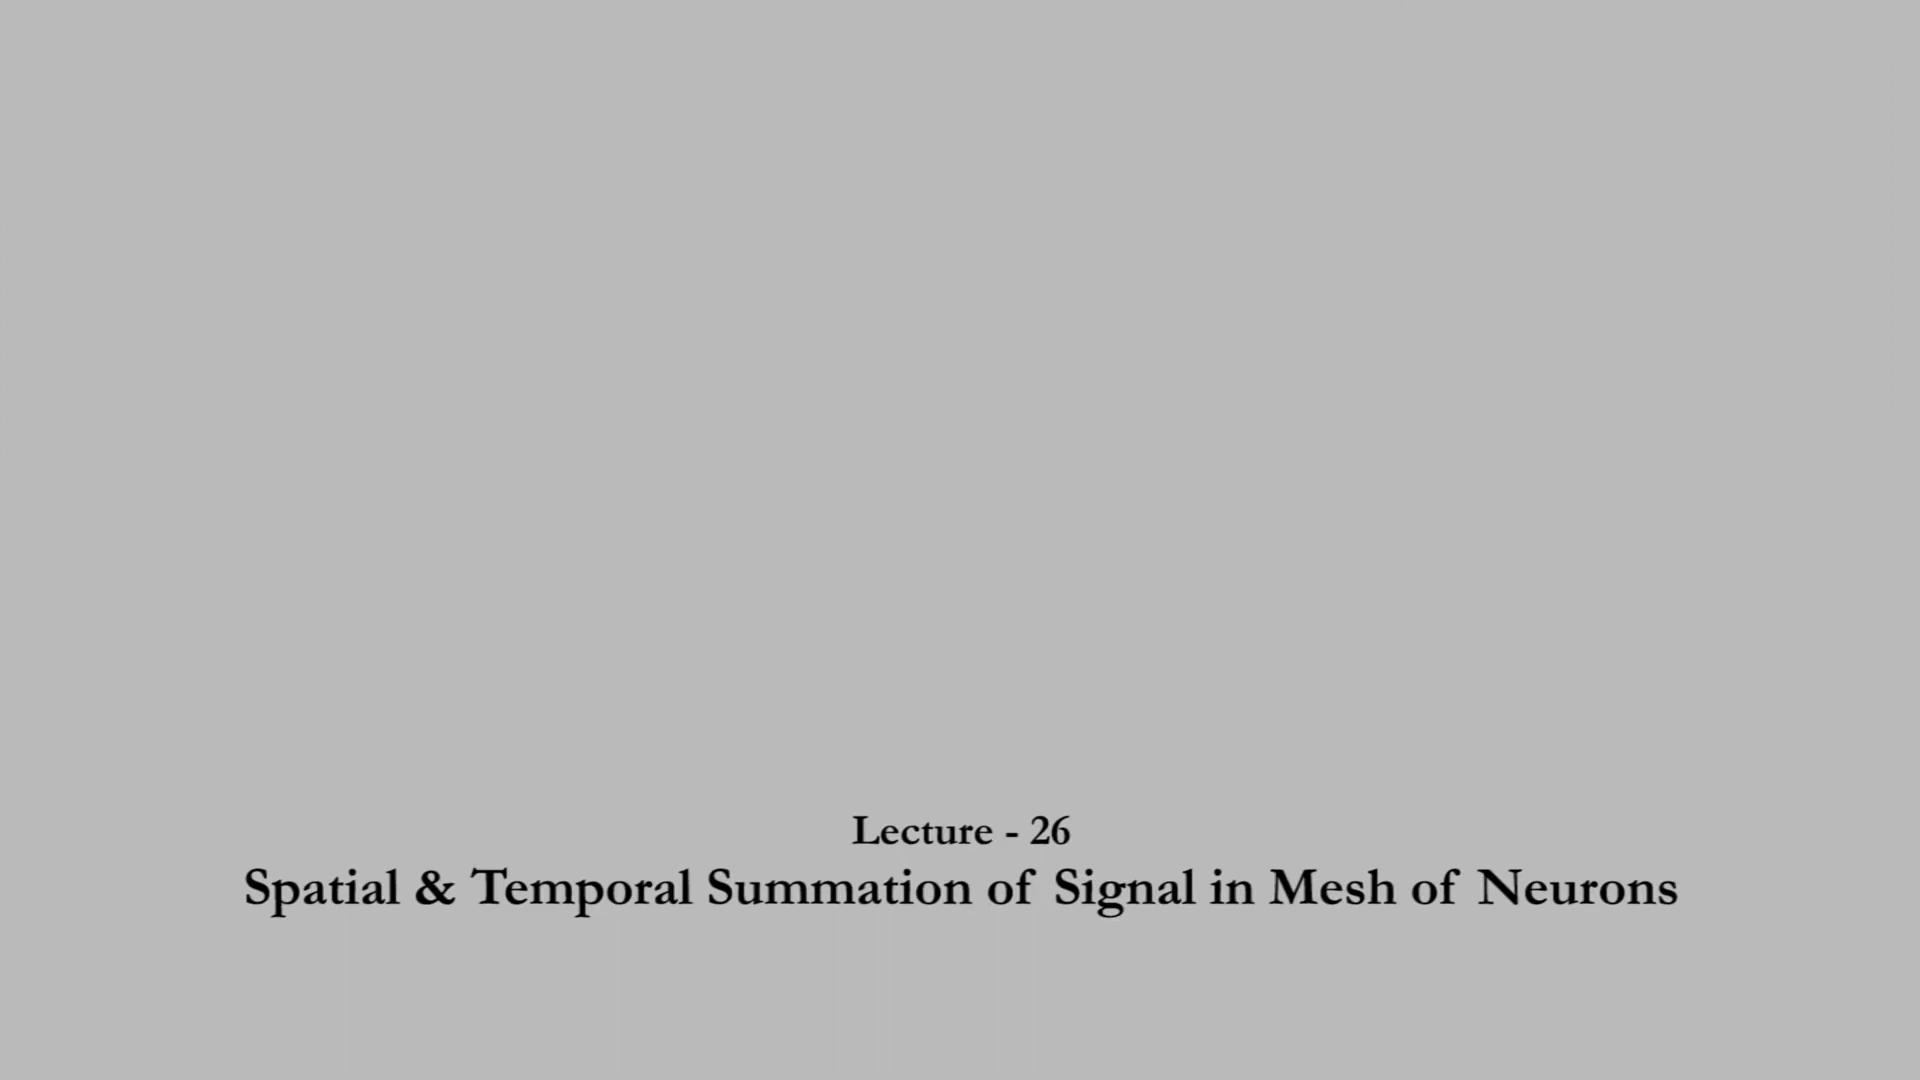 Lecture - 26
Spatial & Temporal Summation of Signal in Mesh of Neurons